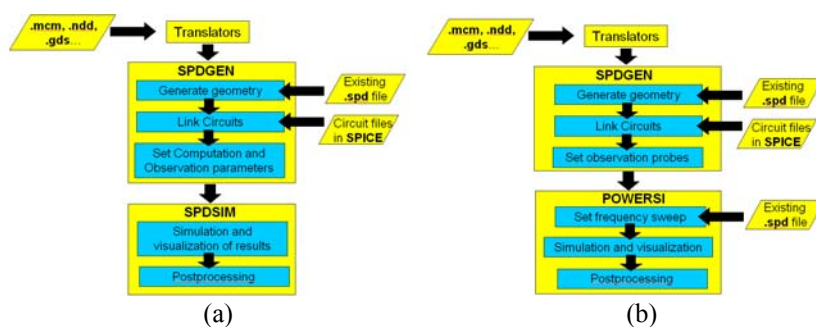 .mcm, .ndd,
.gds...
Translators
SPDGEN
Generate geometry
Existing
.spd file
Link Circuits
Circuit files
in SPICE
Set Computation and
Observation parameters
SPDSIM
Simulation and
visualization of results
Postprocessing
(a)
.mcm, .ndd,
.gds...
Translators
SPDGEN
Generate geometry
Existing
.spd file
Link Circuits
Circuit files
in SPICE
Set observation probes
POWERSI
Set frequency sweep
Existing
.spd file
Simulation and visualization
Postprocessing
(b)